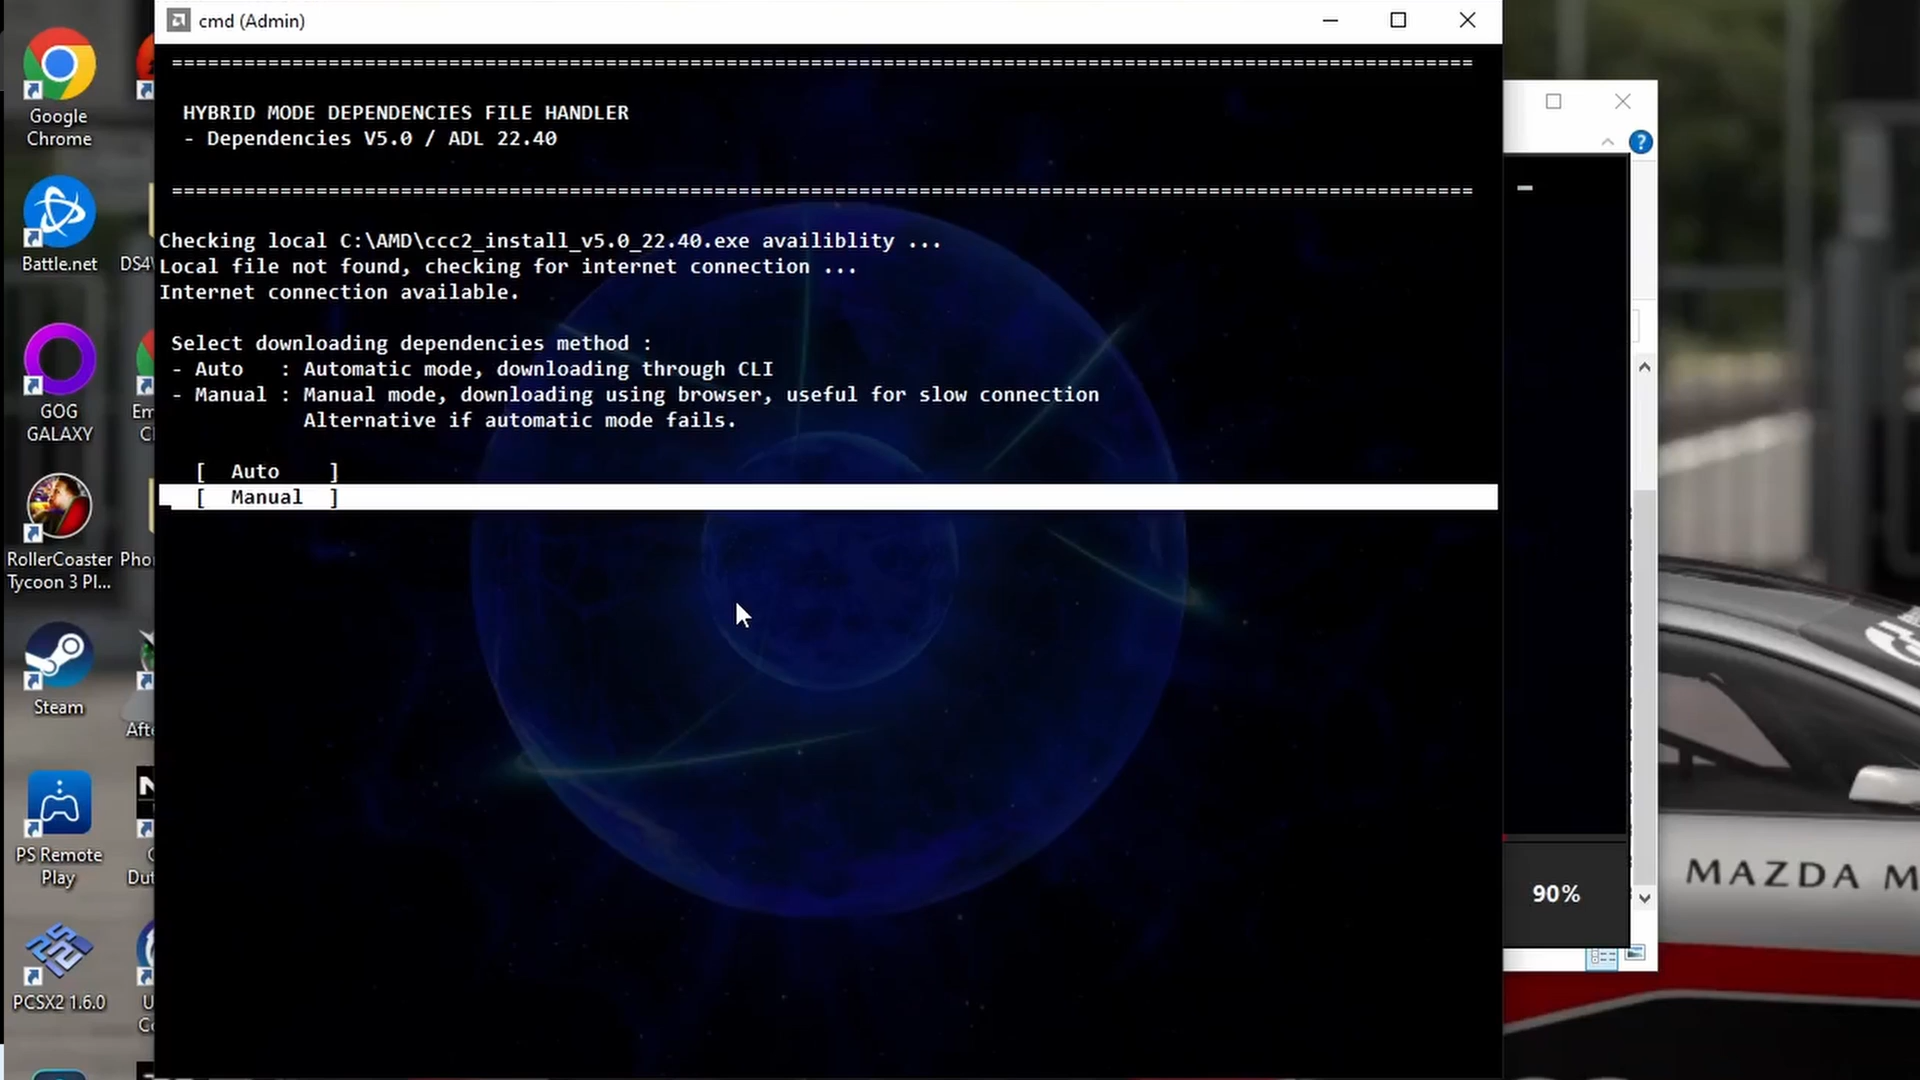 cmd (Admin)
HYBRID MODE DEPENDENCIES FILE HANDLER
- Dependencies V5.0 / ADL 22.40
Checking local C:\AMD\ccc2_install_v5.0_22.40.exe availiblity ...
Local file not found, checking for internet connection ...
Internet connection available.
Select downloading dependencies method :
- Auto : Automatic mode, downloading through CLI
- Manual : Manual mode, downloading using browser, useful for slow connection
Alternative if automatic mode fails.
[ Auto ]
[ Manual ]
Google
Chrome
Battle.net
GOG
GALAXY
RollerCoaster
Tycoon 3 Pl...
Steam
PS Remote
Play
PCSX2 1.6.0
90%
MAZDA M